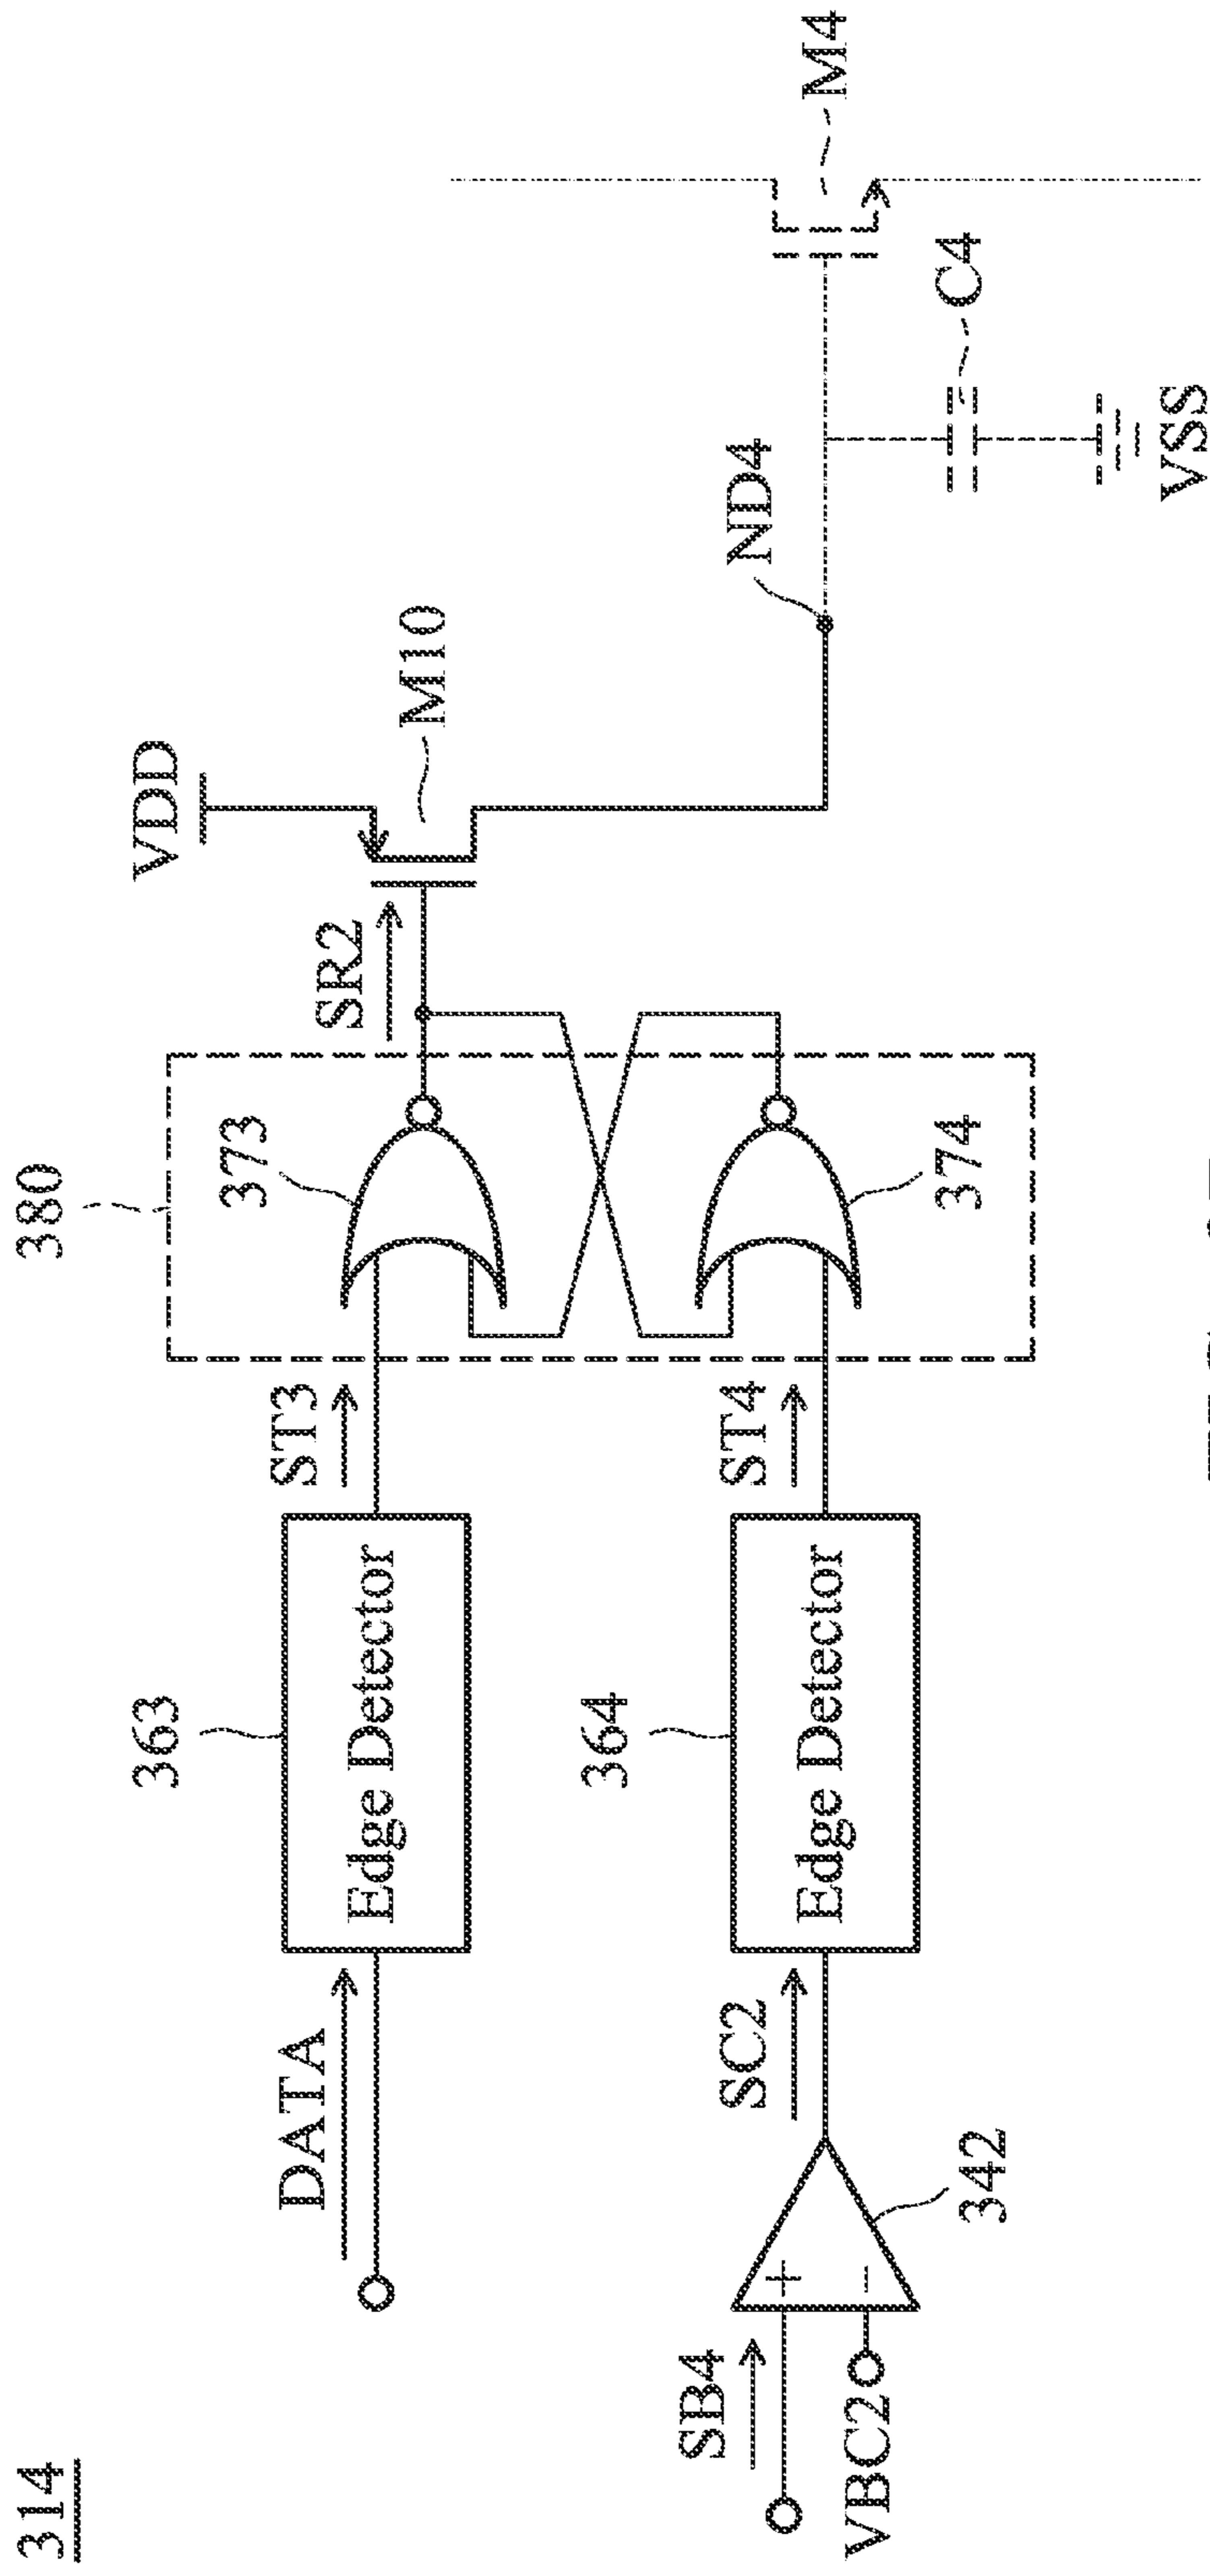 314
380
VDD
363
DATA
Edge Detector
ST3
373
SR2
M10
364
SB4
VBC2
342
SC2
Edge Detector
ST4
374
ND4
M4
C4
VSS